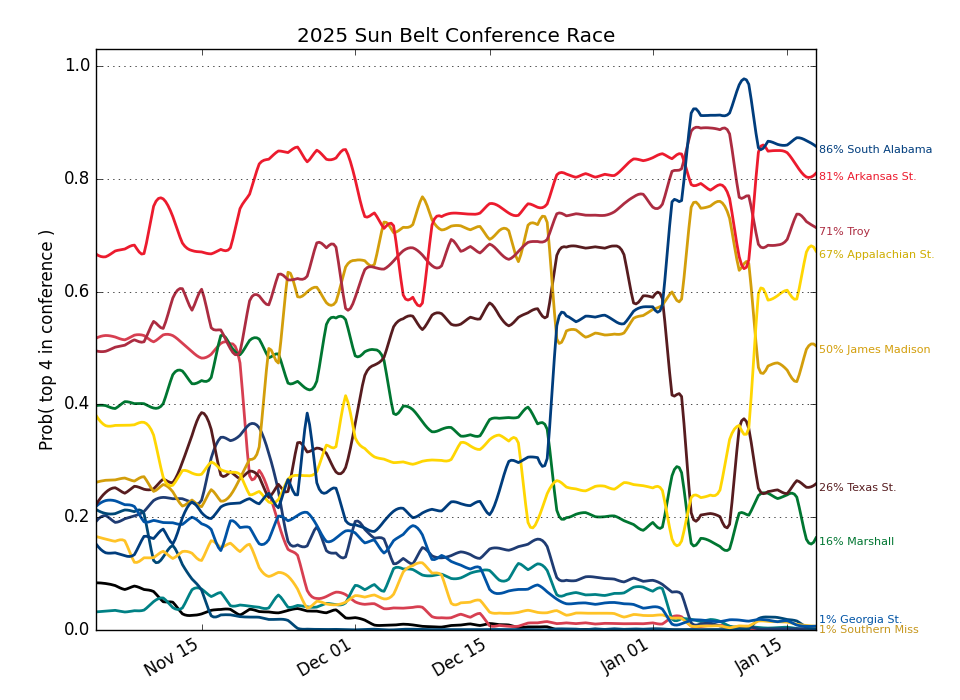 2025 Sun Belt Conference Race
Prob( top 4 in conference )
1.0
0.8
0.6
0.4
0.2
0.0
Nov 15
Dec 01
Dec 15
Jan 01
Jan 15
86% South Alabama
81% Arkansas St.
71% Troy
67% Appalachian St.
50% James Madison
26% Texas St.
16% Marshall
1% Georgia St.
1% Southern Miss